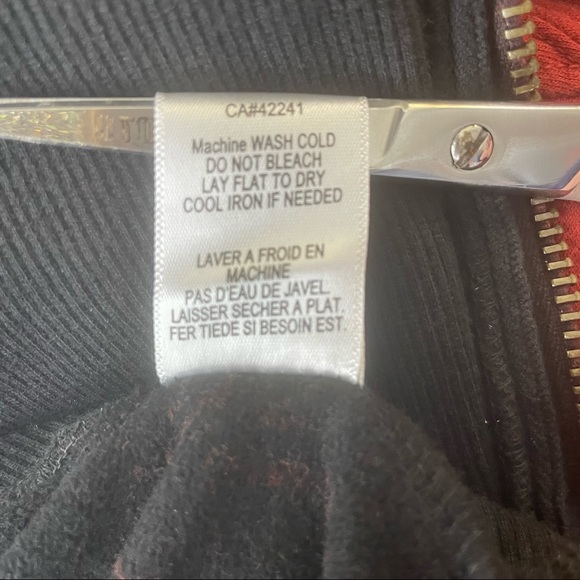 CA#42241
Machine WASH COLD
DO NOT BLEACH
LAY FLAT TO DRY
COOL IRON IF NEEDED
LAVER A FROID EN
MACHINE
PAS D'EAU DE JAVEL.
LAISSER SECHER A PLAT.
FER TIEDE SI BESOIN EST.